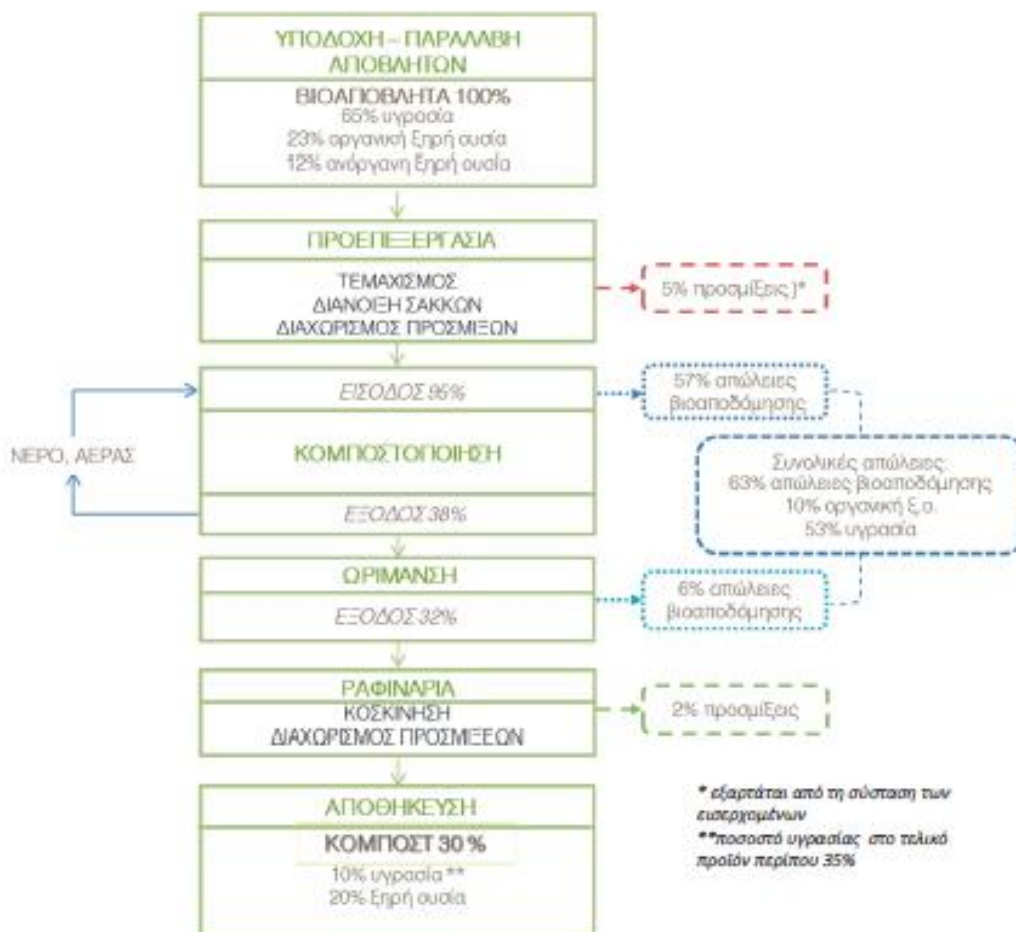 ΥΠΟΔΟΧΗ – ΠΑΡΑΛΑΒΗ
ΑΠΟΒΛΗΤΩΝ
ΒΙΟΑΠΟΒΛΗΤΑ 100%
65% υγρασία
23% οργανική ξηρή ουσία
12% ανόργανη ξηρή ουσία
ΠΡΟΕΠΕΞΕΡΓΑΣΙΑ
ΤΕΜΑΧΙΣΜΟΣ
ΔΙΑΝΟΙΞΗ ΣΑΚΚΩΝ
ΔΙΑΧΩΡΙΣΜΟΣ ΠΡΟΣΜΙΞΩΝ
5% προσμίξεις )*
ΕΙΣΟΔΟΣ 95%
57% απώλειες
βιοαποδόμησης
ΝΕΡΟ, ΑΕΡΑΣ
ΚΟΜΠΟΣΤΟΠΟΙΗΣΗ
Συνολικές απώλειες:
63% απώλειες βιοαποδόμησης
10% οργανική ξ.ο.
53% υγρασία
ΕΞΟΔΟΣ 38%
ΩΡΙΜΑΝΣΗ
ΕΞΟΔΟΣ 32%
6% απώλειες
βιοαποδόμησης
ΡΑΦΙΝΑΡΙΑ
ΚΟΣΚΙΝΗΣΗ
ΔΙΑΧΩΡΙΣΜΟΣ ΠΡΟΣΜΙΞΕΩΝ
2% προσμίξεις
ΑΠΟΘΗΚΕΥΣΗ
ΚΟΜΠΟΣΤ 30 %
10% υγρασία **
20% ξηρή ουσία
* εξαρτάται από τη σύσταση των
εισερχομένων
**ποσοστό υγρασίας στο τελικό
προϊόν περίπου 35%